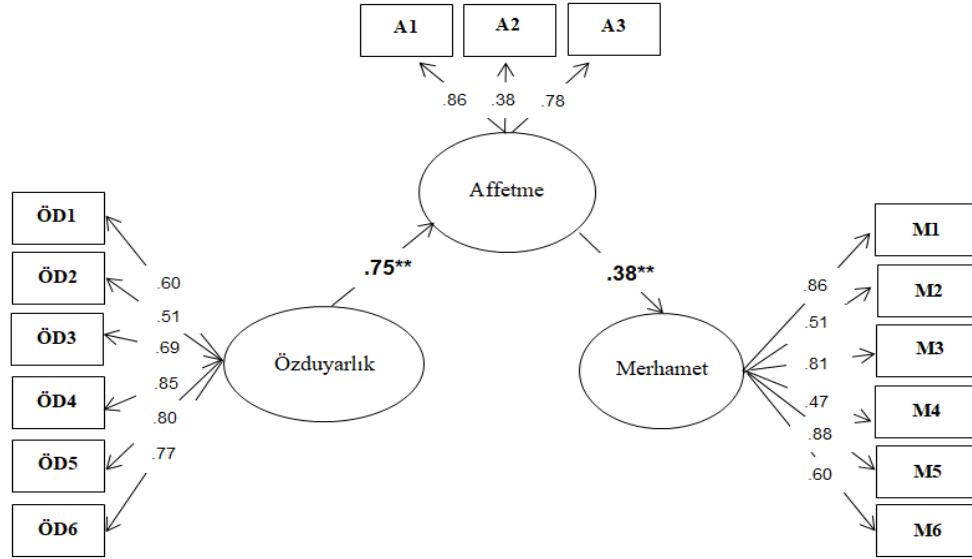 A1
A2
A3
.86
.38
.78
Affetme
ÖD1
ÖD2
ÖD3
ÖD4
ÖD5
ÖD6
.60
.51
.69
.85
.80
.77
.75**
.38**
Özduyarlık
Merhamet
.86
.51
.81
.47
.88
.60
M1
M2
M3
M4
M5
M6